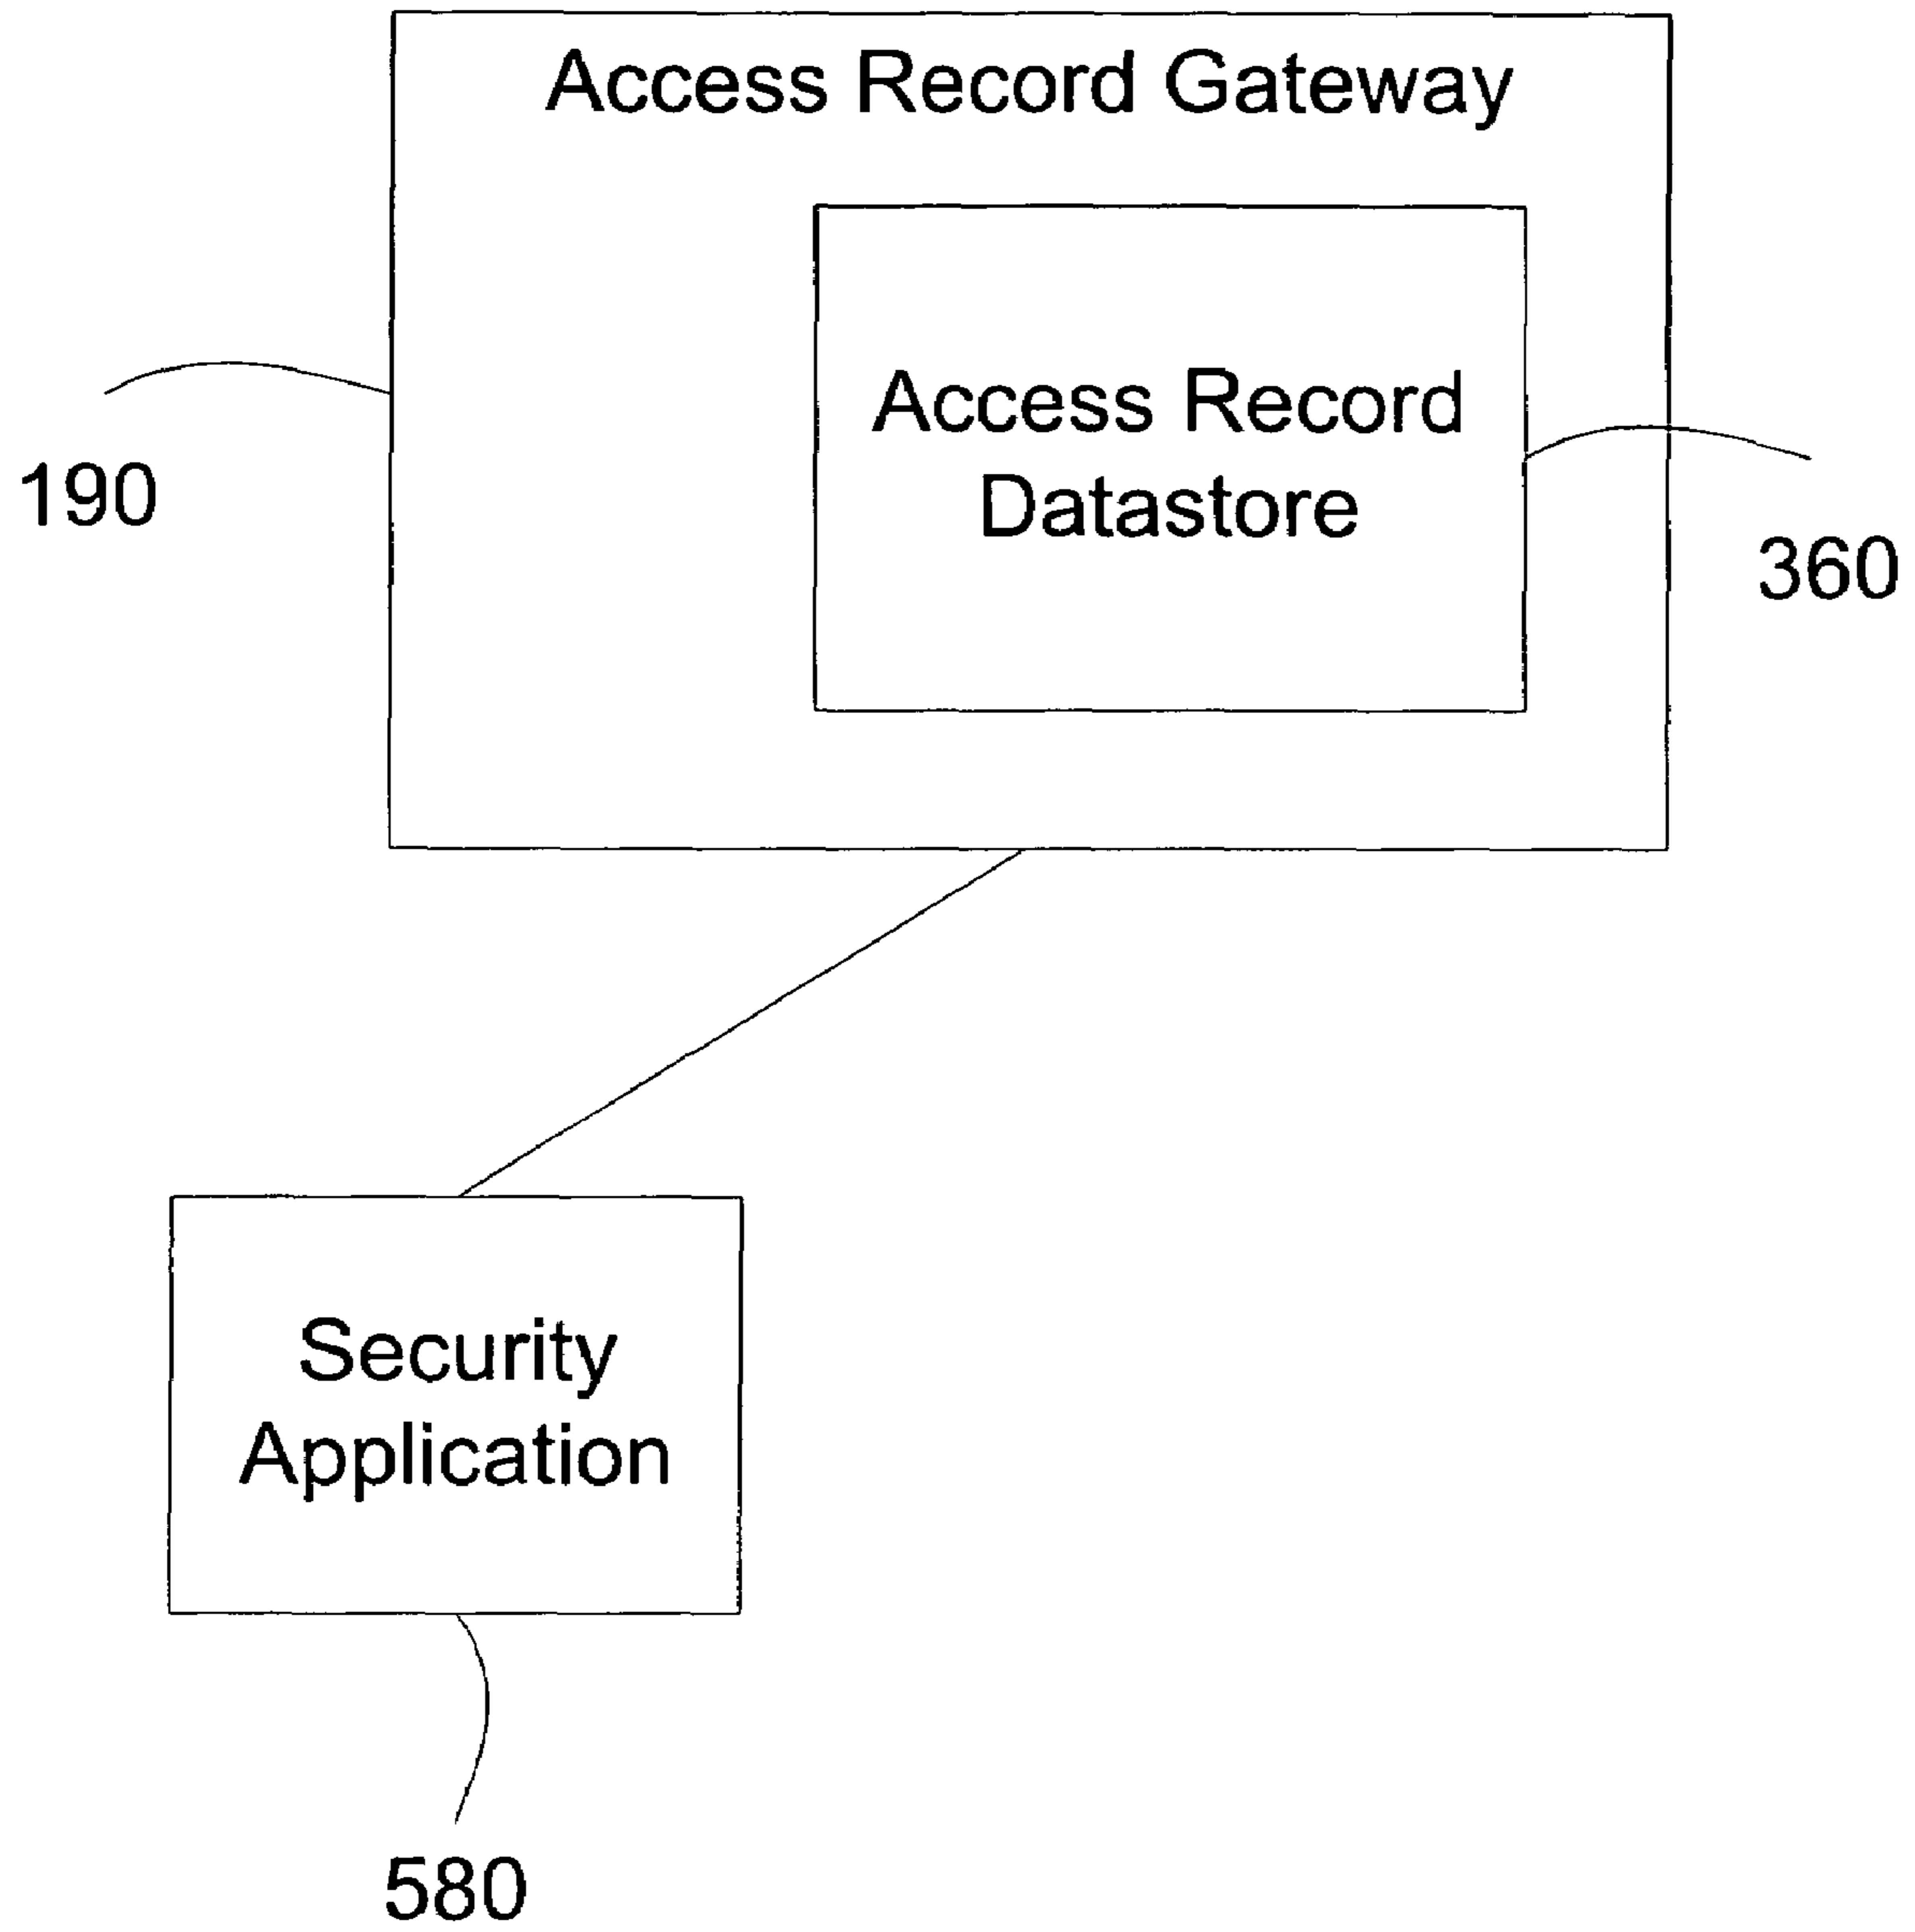 Access Record Gateway
Access Record
Datastore
190
360
Security
Application
580